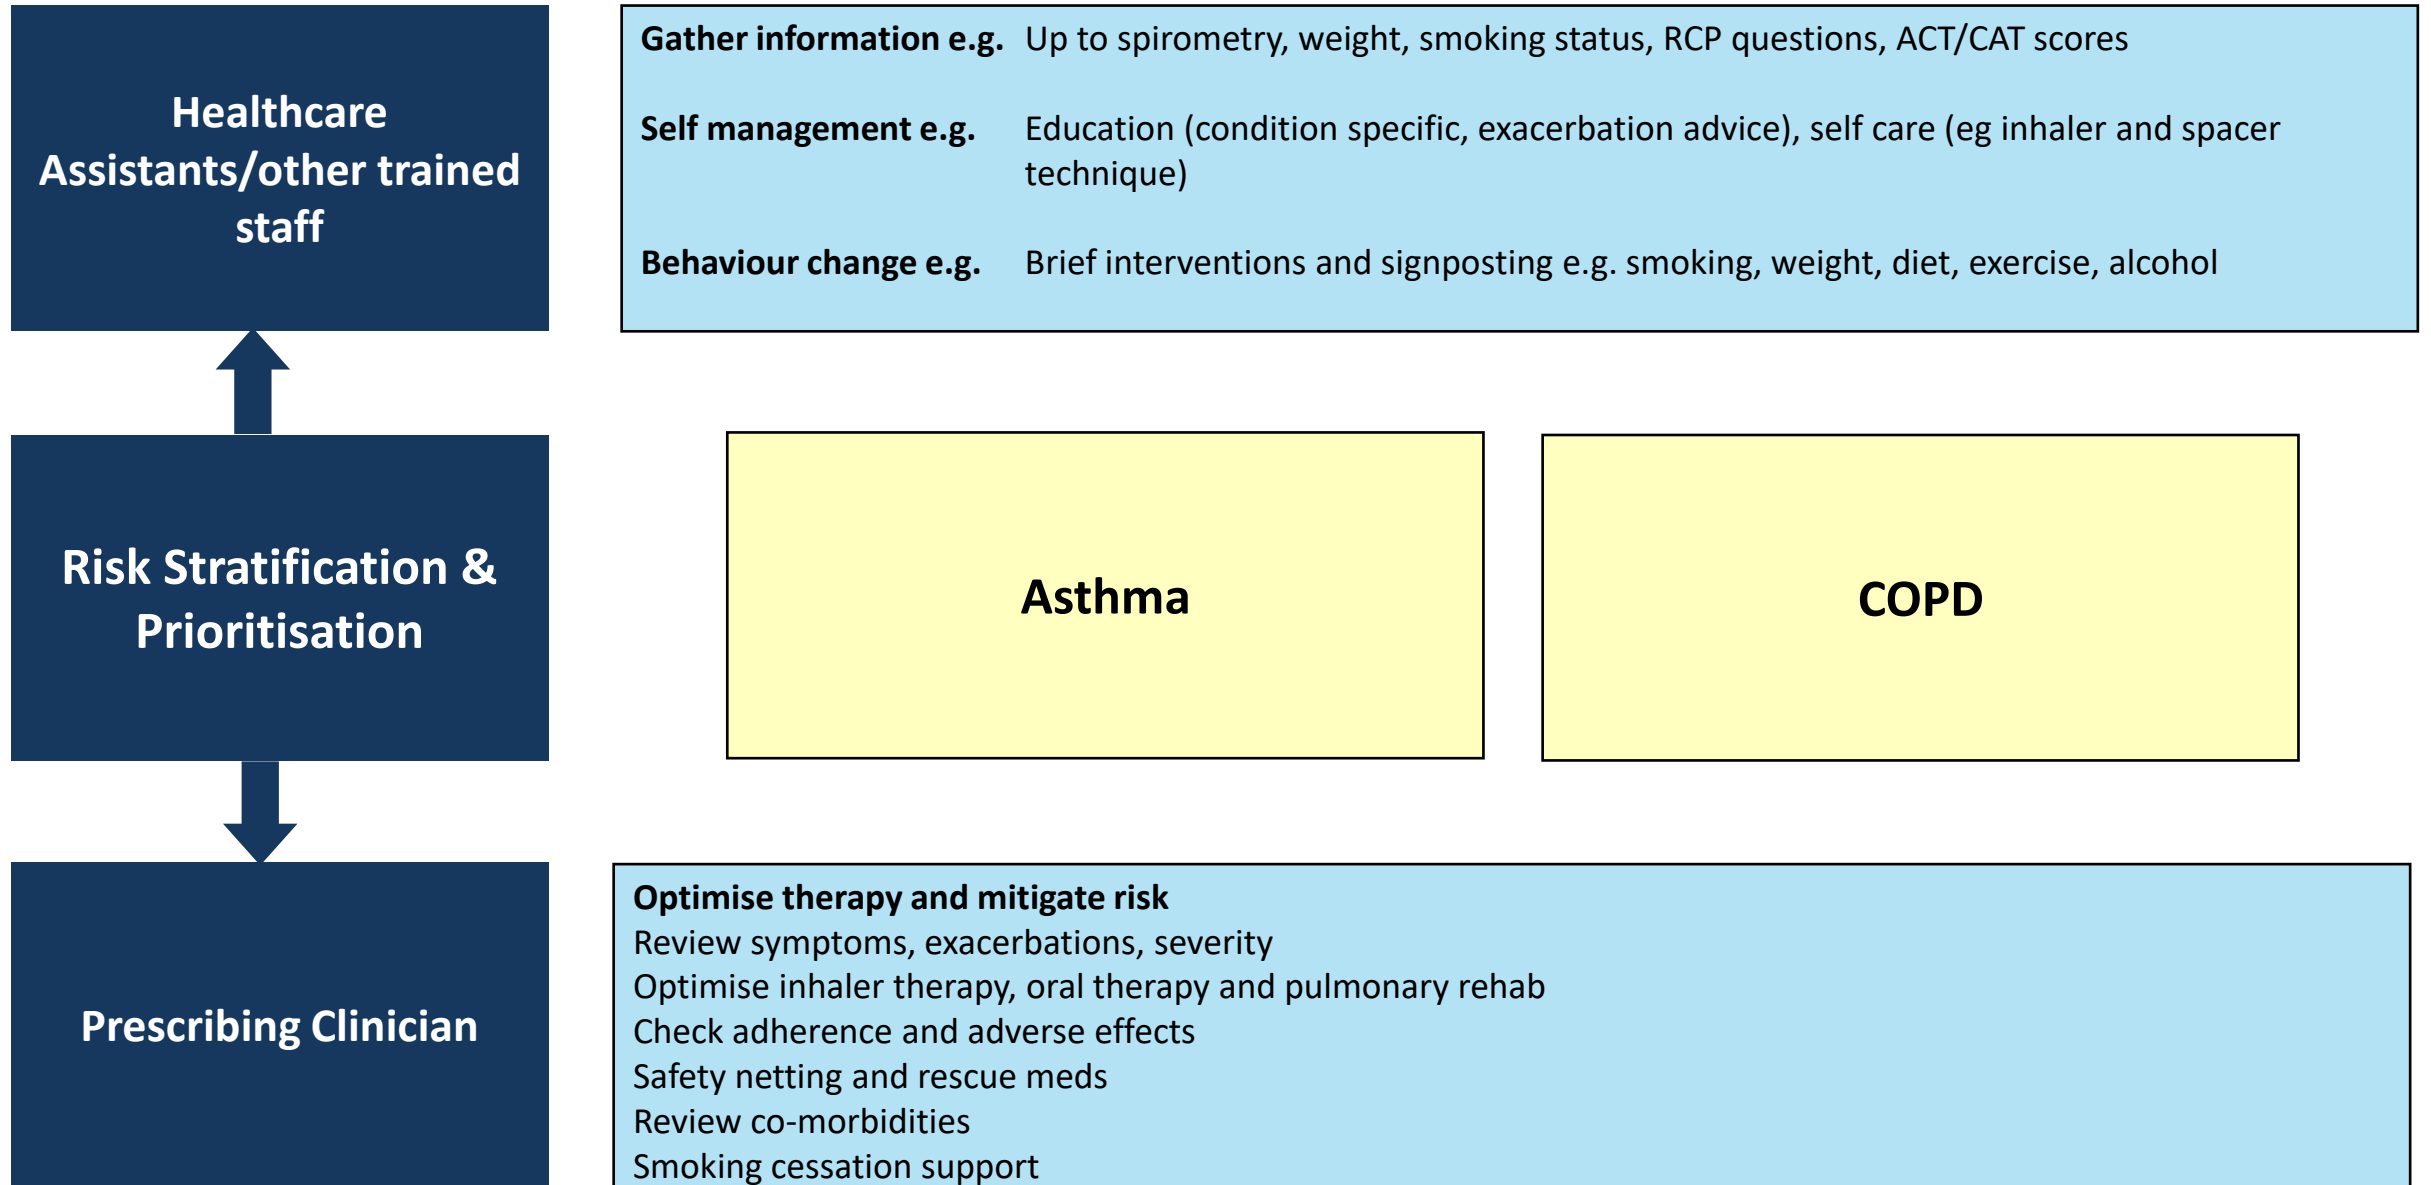 Healthcare
Assistants/other trained
staff
Gather information e.g. Up to spirometry, weight, smoking status, RCP questions, ACT/CAT scores
Self management e.g. Education (condition specific, exacerbation advice), self care (eg inhaler and spacer
technique)
Behaviour change e.g. Brief interventions and signposting e.g. smoking, weight, diet, exercise, alcohol
Risk Stratification &
Prioritisation
Asthma
COPD
Prescribing Clinician
Optimise therapy and mitigate risk
Review symptoms, exacerbations, severity
Optimise inhaler therapy, oral therapy and pulmonary rehab
Check adherence and adverse effects
Safety netting and rescue meds
Review co-morbidities
Smoking cessation support